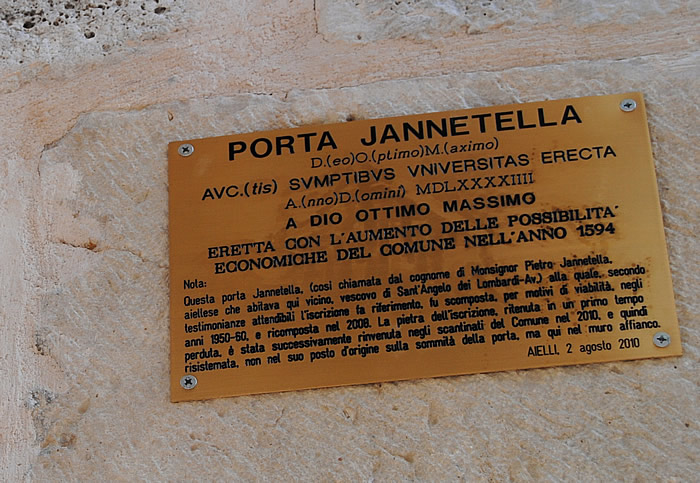 PORTA JANNETELLA
D.(eo)O.(ptimo)M.(aximo)
AVC.(tis) SVMPTIBVS VNIVERSITAS ERECTA
A.(nno)D.(omini) MDLXXXXIIII
A DIO OTTIMO MASSIMO
ERETTA CON L'AUMENTO DELLE POSSIBILITA'
ECONOMICHE DEL COMUNE NELL'ANNO 1594
Nota:
Questa porta Jannetella, (così chiamata dal cognome di Monsignor Pietro Jannetella,
aiellese che abitava qui vicino, vescovo di Sant'Angelo dei Lombardi-Av.) alla quale, secondo
testimonianze attendibili l'iscrizione fa riferimento, fu scomposta, per motivi di viabilità, negli
anni 1950-60, e ricomposta nel 2008. La pietra dell'iscrizione, ritenuta in un primo tempo
perduta, è stata successivamente rinvenuta negli scantinati del Comune nel 2010, e quindi
risistemata, non nel suo posto d'origine sulla sommità della porta, ma qui nel muro affianco.
AIELLI, 2 agosto 2010